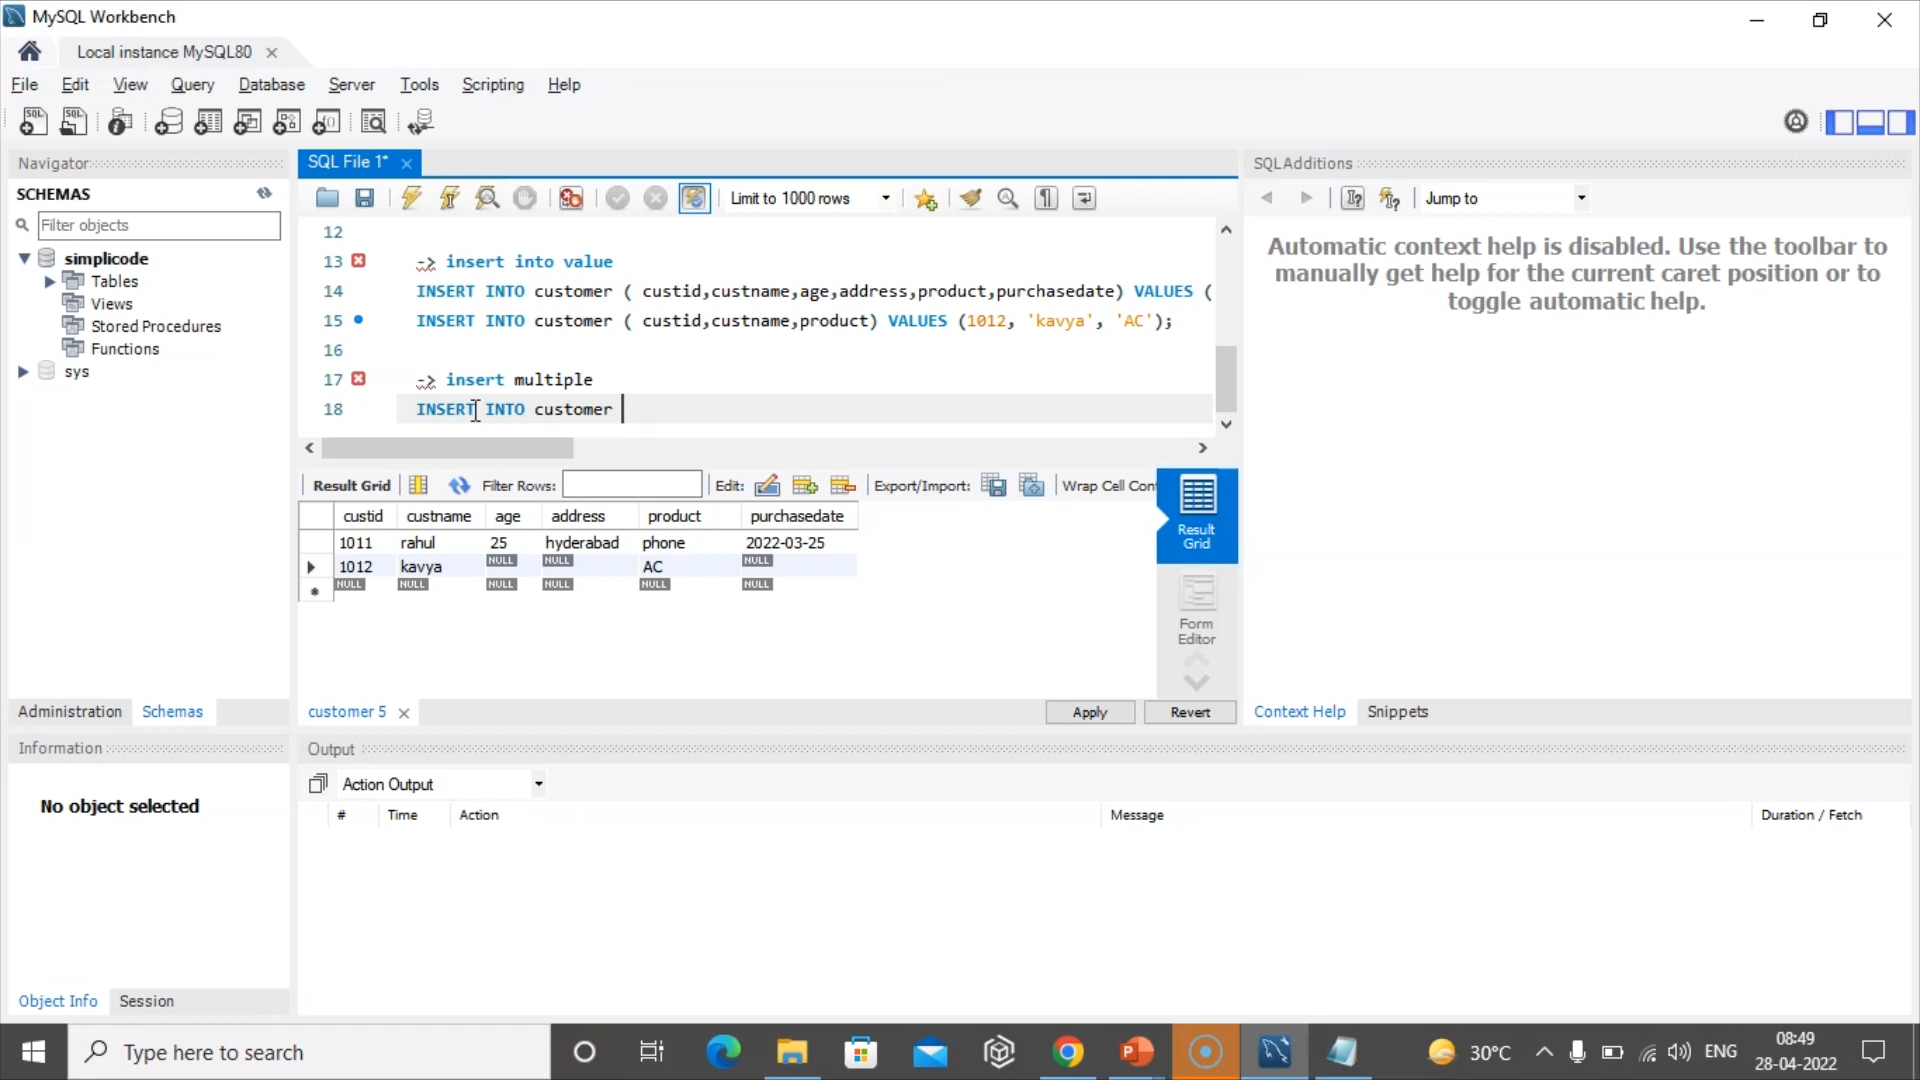 MySQL Workbench
Local instance MySQL80
File Edit View Query Database Server Tools Scripting Help
Navigator
SCHEMAS
Filter objects
simplicode
Tables
Views
Stored Procedures
Functions
sys
Administration Schemas
Information
No object selected
Object Info Session
SQL File 1*
Limit to 1000 rows
12
13 -> insert into value
14 INSERT INTO customer ( custid,custname,age,address,product,purchasedate) VALUES (
15 INSERT INTO customer ( custid,custname,product) VALUES (1012, 'kavya', 'AC');
16
17 -> insert multiple
18 INSERT INTO customer
Result Grid Filter Rows: Edit: Export/Import: Wrap Cell Con
custid custname age address product purchasedate
1011 rahul 25 hyderabad phone 2022-03-25
1012 kavya NULL NULL AC NULL
NULL NULL NULL NULL NULL NULL
Result
Grid
Form
Editor
customer 5 Apply Revert
SQLAdditions
Jump to
Automatic context help is disabled. Use the toolbar to
manually get help for the current caret position or to
toggle automatic help.
Context Help Snippets
Output
Action Output
# Time Action Message Duration / Fetch
Type here to search
30°C
ENG
08:49
28-04-2022